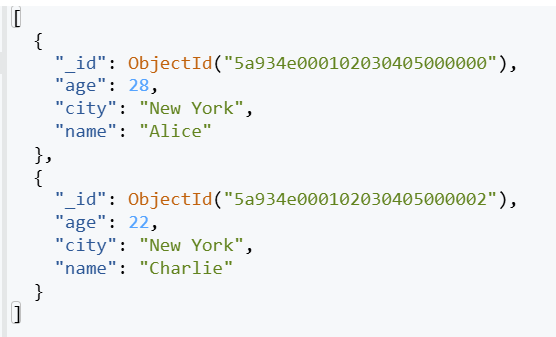 [
  {
    "_id": ObjectId("5a934e000102030405000000"),
    "age": 28,
    "city": "New York",
    "name": "Alice"
  },
  {
    "_id": ObjectId("5a934e000102030405000002"),
    "age": 22,
    "city": "New York",
    "name": "Charlie"
  }
]